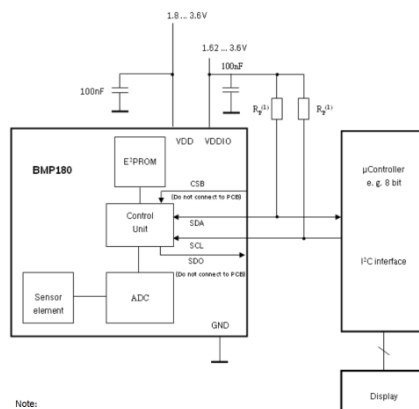 1.8 ... 3.6V
1.62 ... 3.6V
100nF
100nF
Rp(1)
Rp(1)
VDD
VDDIO
BMP180
E²PROM
CSB
(Do not connect to PCB)
Control
Unit
SDA
SCL
SDO
(Do not connect to PCB)
Sensor
element
ADC
GND
µController
e. g. 8 bit
I²C interface
Display
Note: